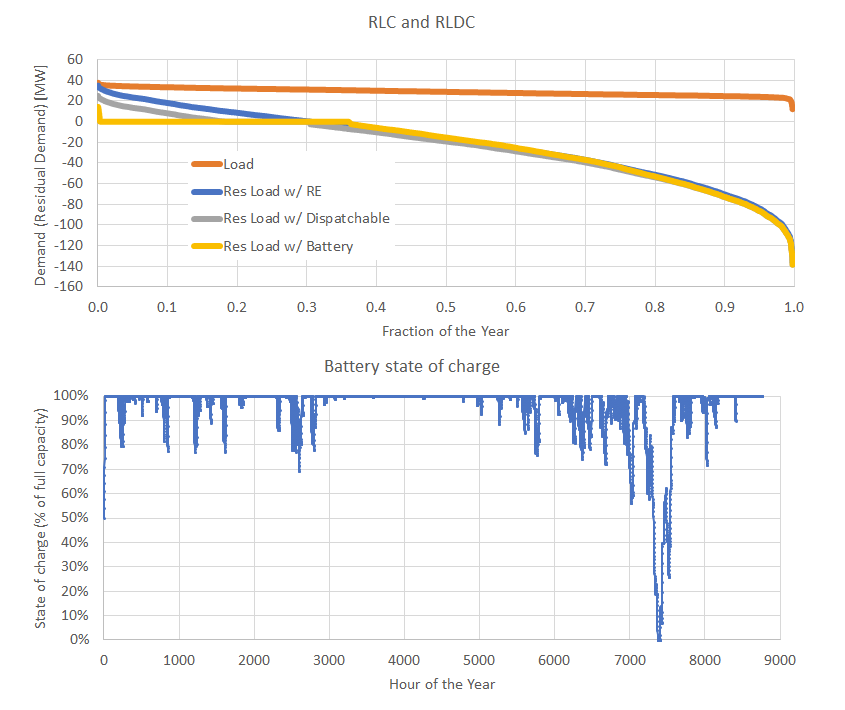 RLC and RLDC
Demand (Residual Demand) [MW]
60
40
20
0
-20
-40
-60
-80
-100
-120
-140
-160
Load
Res Load w/ RE
Res Load w/ Dispatchable
Res Load w/ Battery
0.0 0.1 0.2 0.3 0.4 0.5 0.6 0.7 0.8 0.9 1.0
Fraction of the Year
Battery state of charge
State of charge (% of full capacity)
100%
90%
80%
70%
60%
50%
40%
30%
20%
10%
0%
0 1000 2000 3000 4000 5000 6000 7000 8000 9000
Hour of the Year